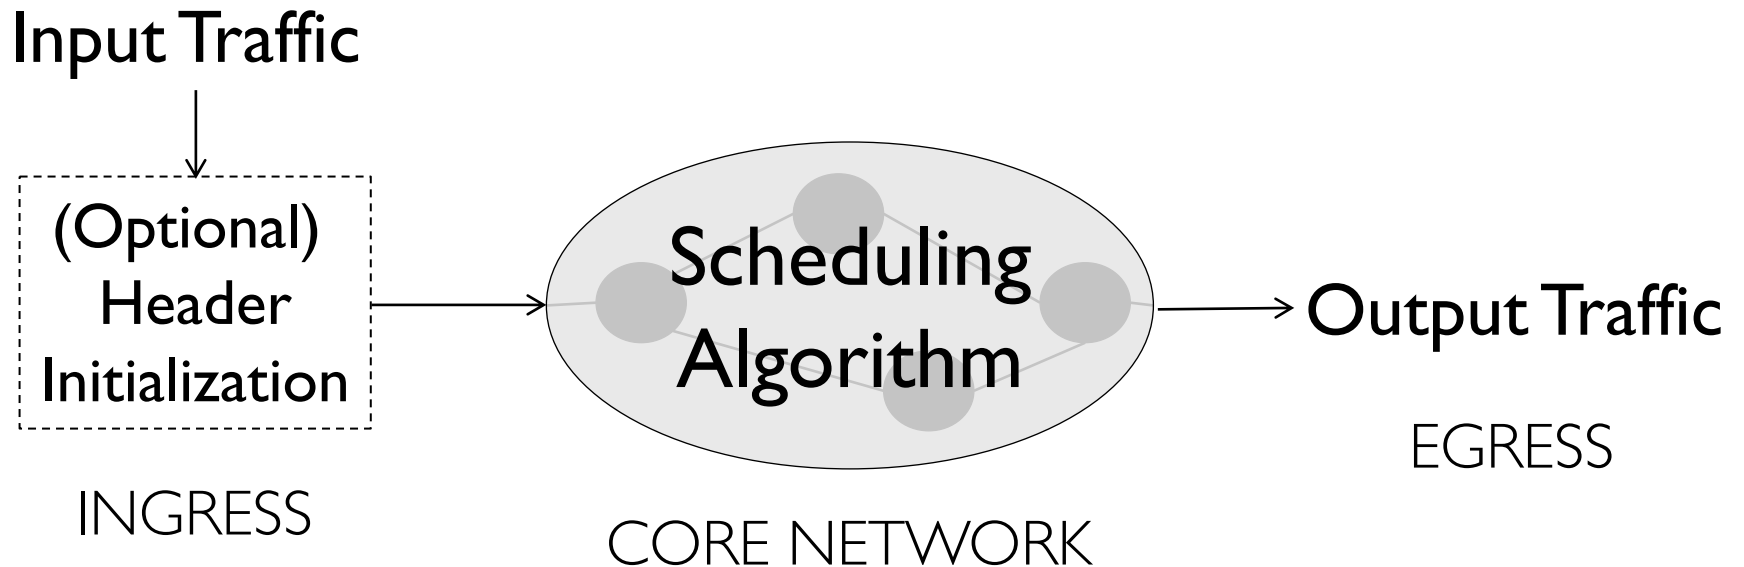 Input Traffic
(Optional)
Header
Initialization
INGRESS
Scheduling
Algorithm
CORE NETWORK
Output Traffic
EGRESS